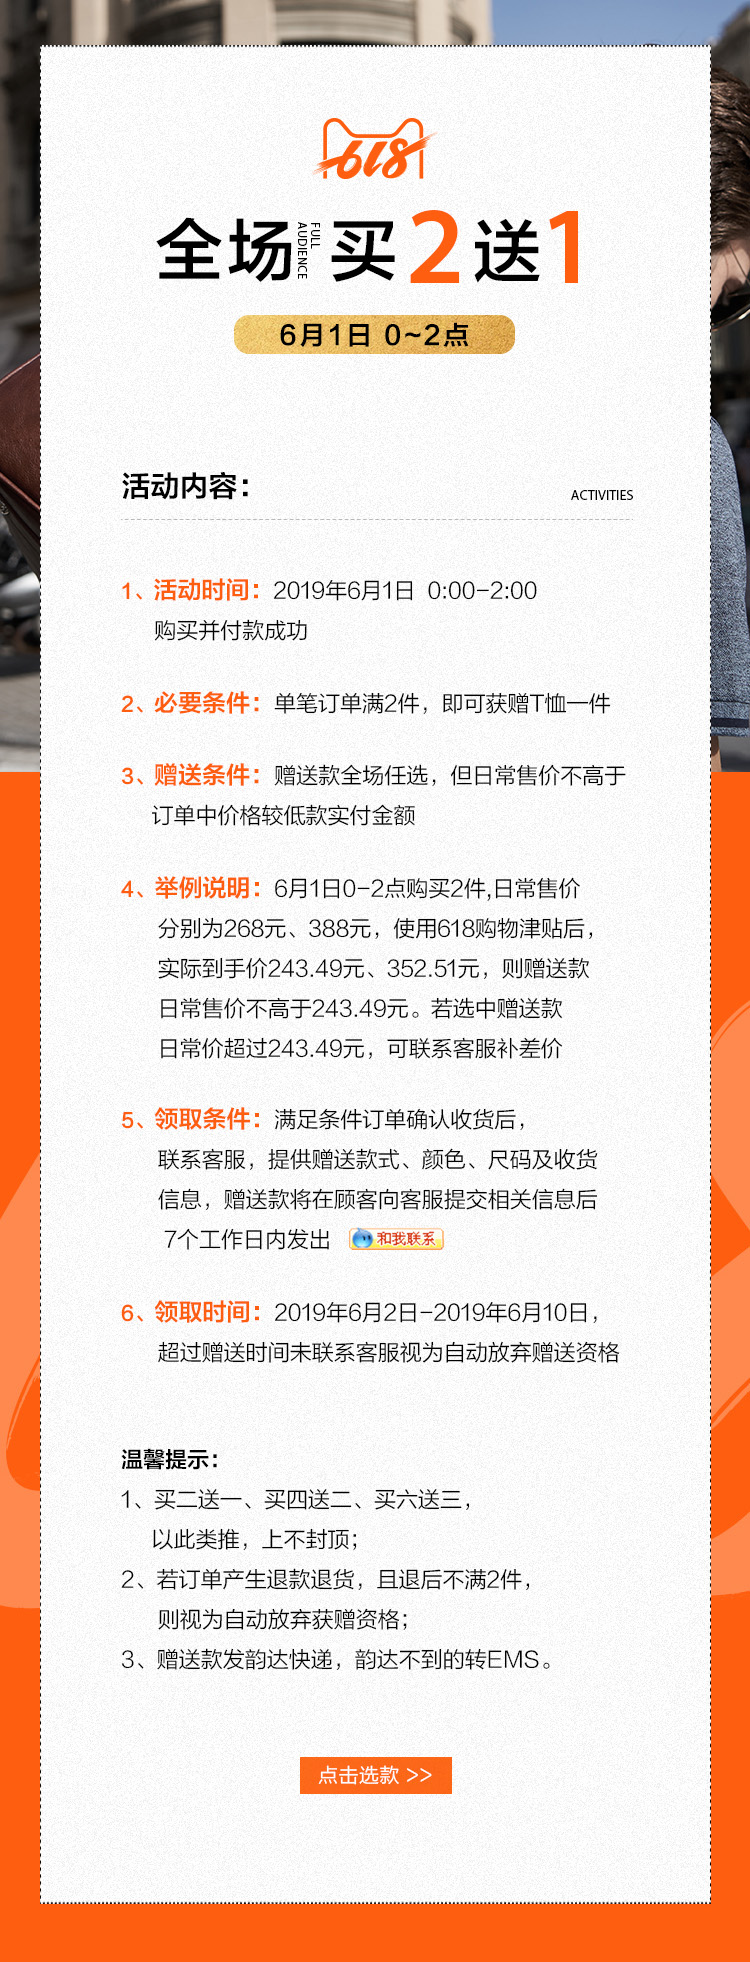 618
全场 FULL AUDIENCE 买2送1
6月1日 0~2点
活动内容：
ACTIVITIES
1、活动时间：2019年6月1日 0:00-2:00
购买并付款成功
2、必要条件：单笔订单满2件，即可获赠T恤一件
3、赠送条件：赠送款全场任选，但日常售价不高于
订单中价格较低款实付金额
4、举例说明：6月1日0-2点购买2件,日常售价
分别为268元、388元，使用618购物津贴后，
实际到手价243.49元、352.51元，则赠送款
日常售价不高于243.49元。若选中赠送款
日常价超过243.49元，可联系客服补差价
5、领取条件：满足条件订单确认收货后，
联系客服，提供赠送款式、颜色、尺码及收货
信息，赠送款将在顾客向客服提交相关信息后
7个工作日内发出 和我联系
6、领取时间：2019年6月2日-2019年6月10日，
超过赠送时间未联系客服视为自动放弃赠送资格
温馨提示：
1、买二送一、买四送二、买六送三，
以此类推，上不封顶；
2、若订单产生退款退货，且退后不满2件，
则视为自动放弃获赠资格；
3、赠送款发韵达快递，韵达不到的转EMS。
点击选款 >>